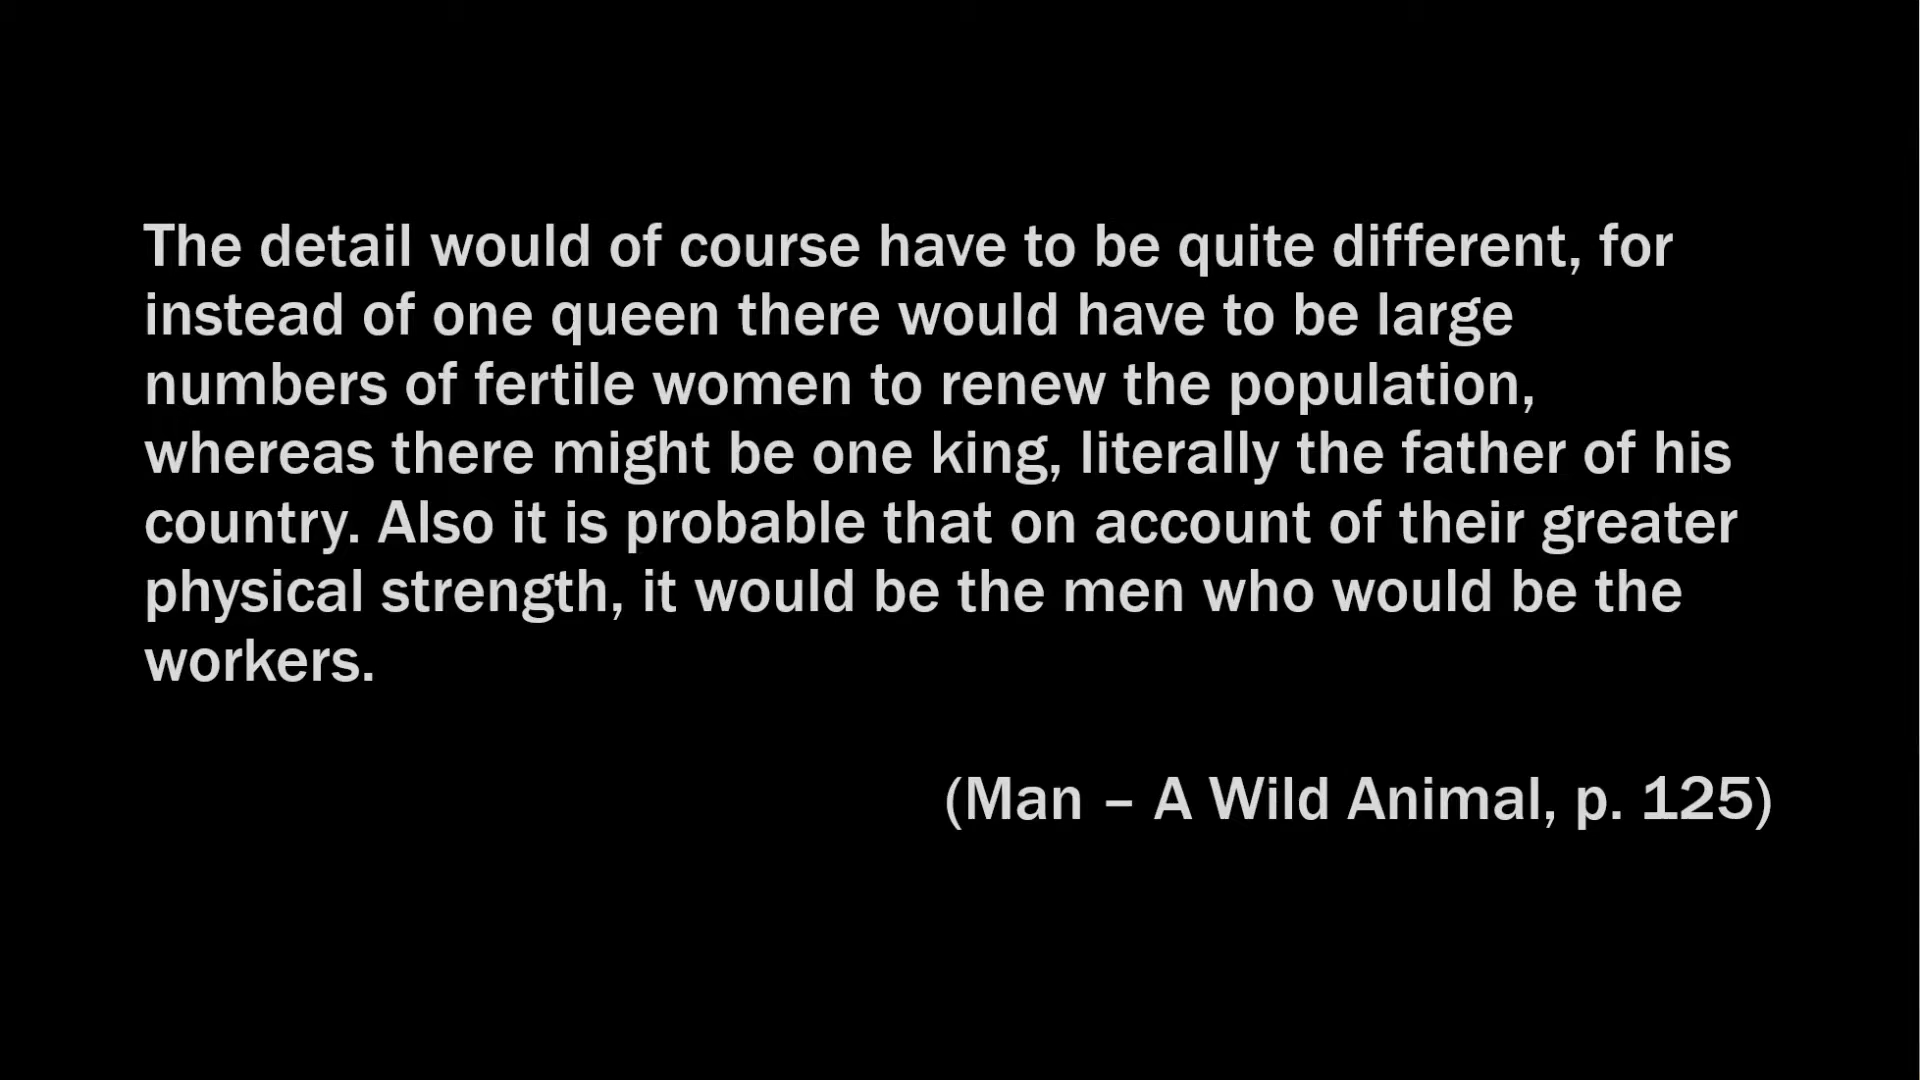 The detail would of course have to be quite different, for
instead of one queen there would have to be large
numbers of fertile women to renew the population,
whereas there might be one king, literally the father of his
country. Also it is probable that on account of their greater
physical strength, it would be the men who would be the
workers.
(Man – A Wild Animal, p. 125)